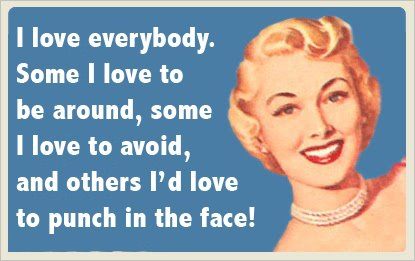 I love everybody.
Some I love to
be around, some
I love to avoid,
and others I'd love
to punch in the face!